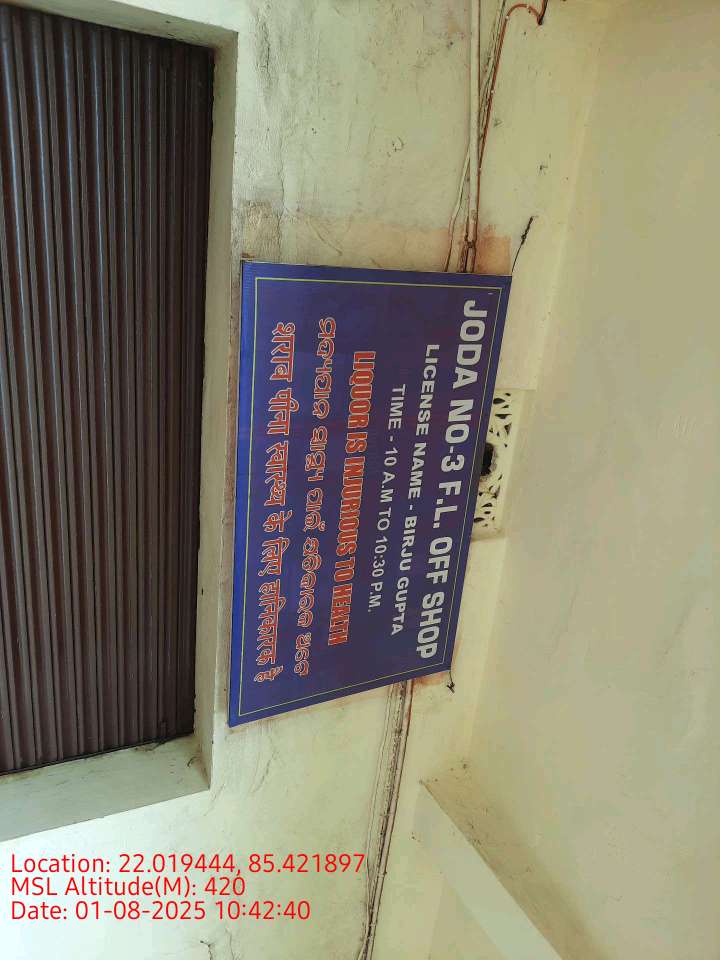 JODA NO-3 F.L. OFF SHOP
LICENSE NAME - BIRJU GUPTA
TIME - 10 A.M TO 10:30 P.M.
LIQUOR IS INJURIOUS TO HEALTH
ମଦ୍ୟପାନ ସ୍ୱାସ୍ଥ୍ୟ ପାଇଁ ହାନିକାରକ ଅଟେ
शराब पीना स्वास्थ्य के लिए हानिकारक है
Location: 22.019444, 85.421897
MSL Altitude(M): 420
Date: 01-08-2025 10:42:40